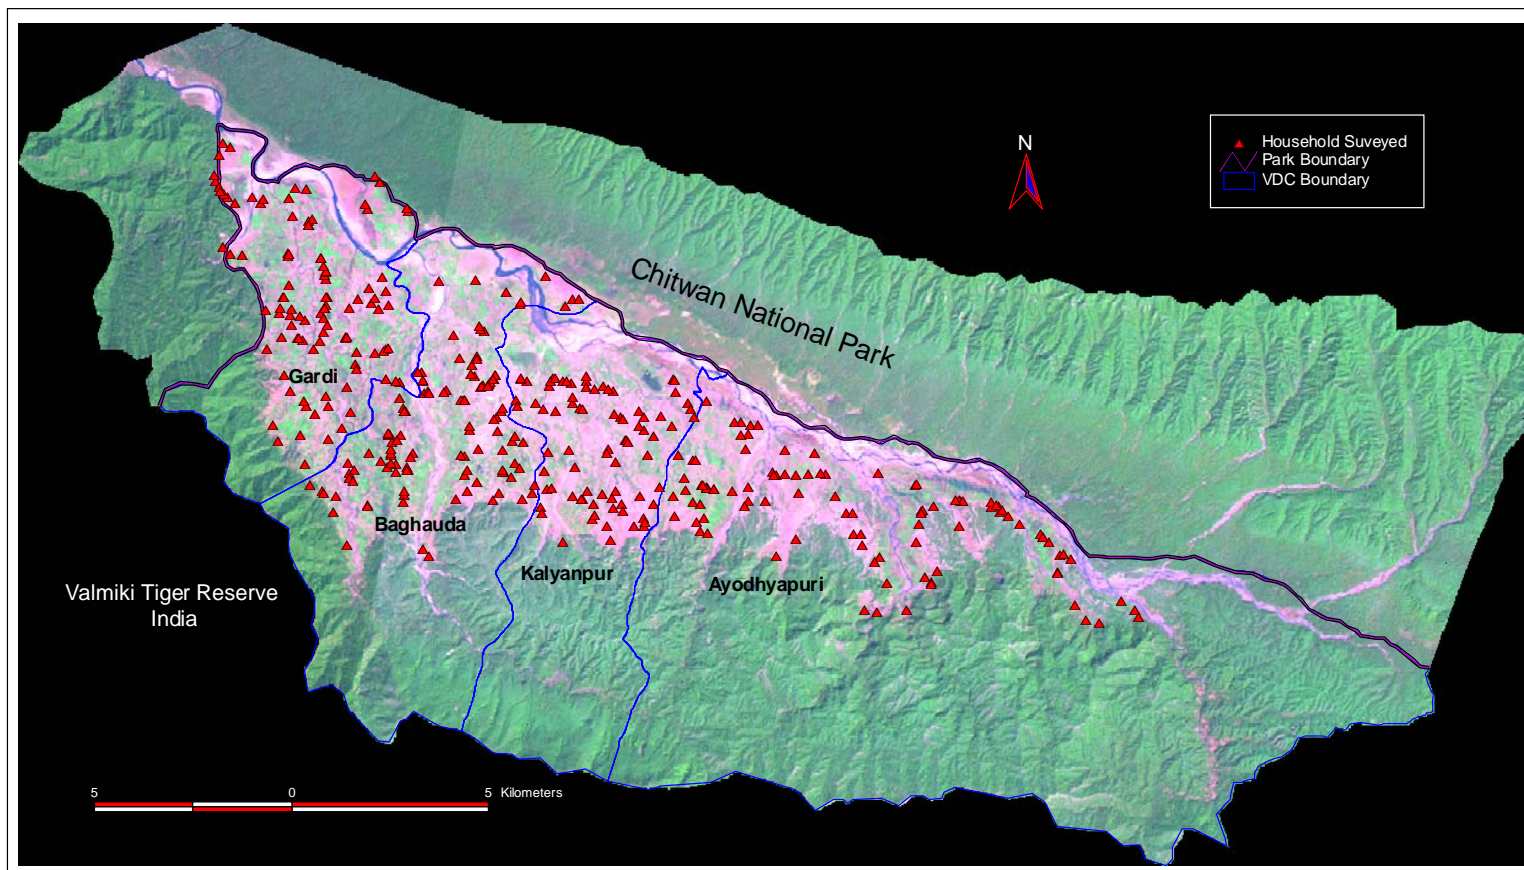 N
Household Suveyed
Park Boundary
VDC Boundary
Chitwan National Park
Gardi
Baghauda
Kalyanpur
Ayodhyapuri
Valmiki Tiger Reserve
India
5 0 5 Kilometers